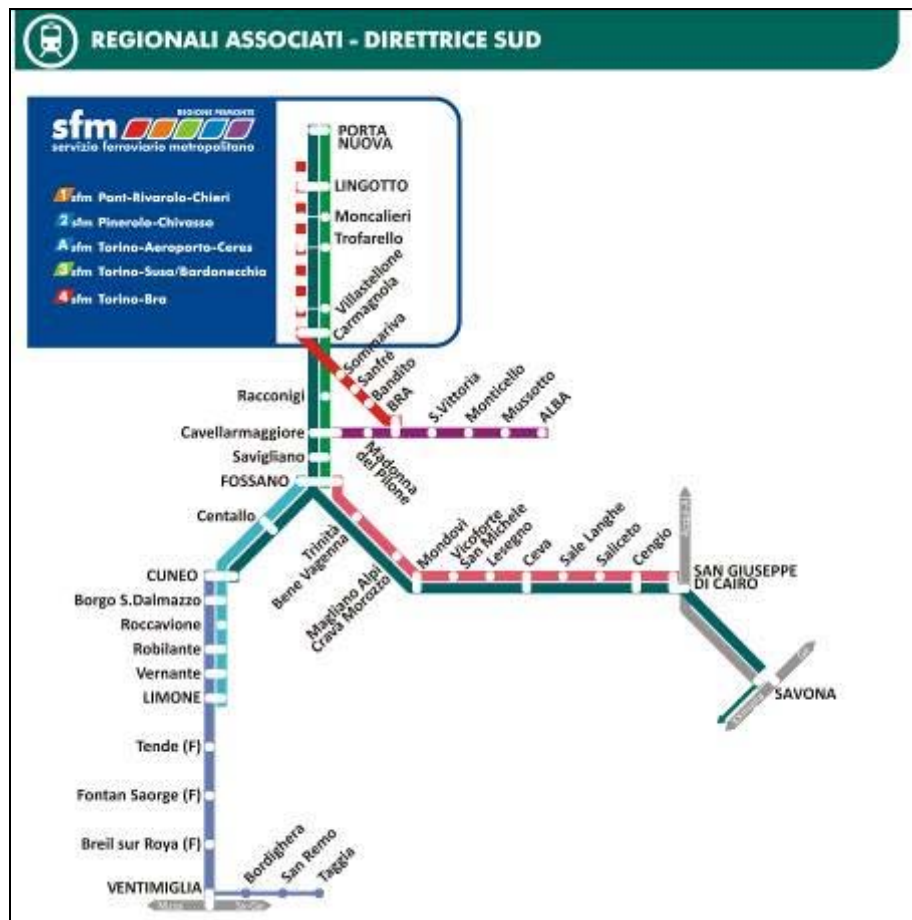 REGIONALI ASSOCIATI - DIRETTRICE SUD
REGIONE PIEMONTE
sfm
servizio ferroviario metropolitano
1 sfm Pont-Rivarolo-Chieri
2 sfm Pinerolo-Chivasso
A sfm Torino-Aeroporto-Ceres
3 sfm Torino-Susa/Bardonecchia
4 sfm Torino-Bra
PORTA
NUOVA
LINGOTTO
Moncalieri
Trofarello
Villastellone
Carmagnola
Sommariva
Sanfrè
Bandito
BRA
Racconigi
S.Vittoria
Monticello
Mussotto
ALBA
Cavellarmaggiore
Madonna
del Pilone
Savigliano
FOSSANO
Centallo
Trinità
Bene Vagenna
Magliano Alpi
Crava Morozzo
Mondovì
Vicoforte
San Michele
Lesegno
Ceva
Sale Langhe
Saliceto
Cengio
SAN GIUSEPPE
DI CAIRO
SAVONA
CUNEO
Borgo S.Dalmazzo
Roccavione
Robilante
Vernante
LIMONE
Tende (F)
Fontan Saorge (F)
Breil sur Roya (F)
VENTIMIGLIA
Bordighera
San Remo
Taggia